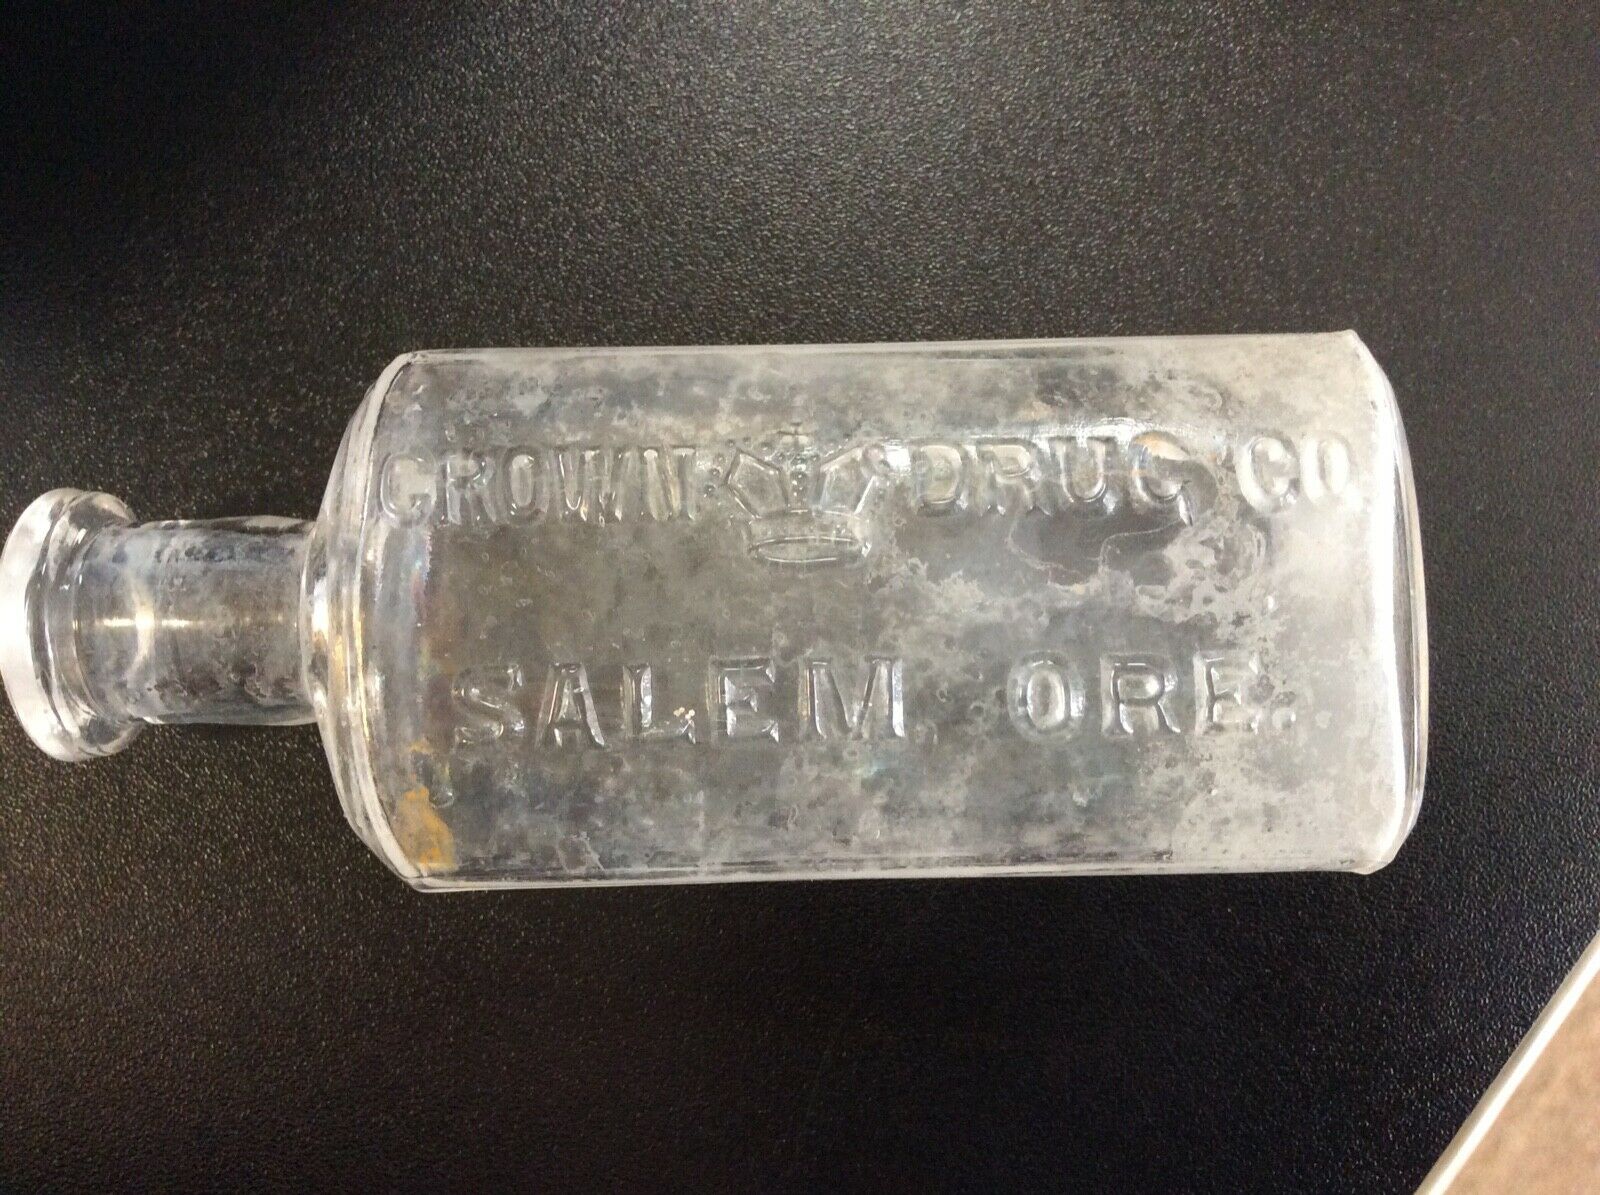 CROWN DRUG CO.
SALEM, ORE.